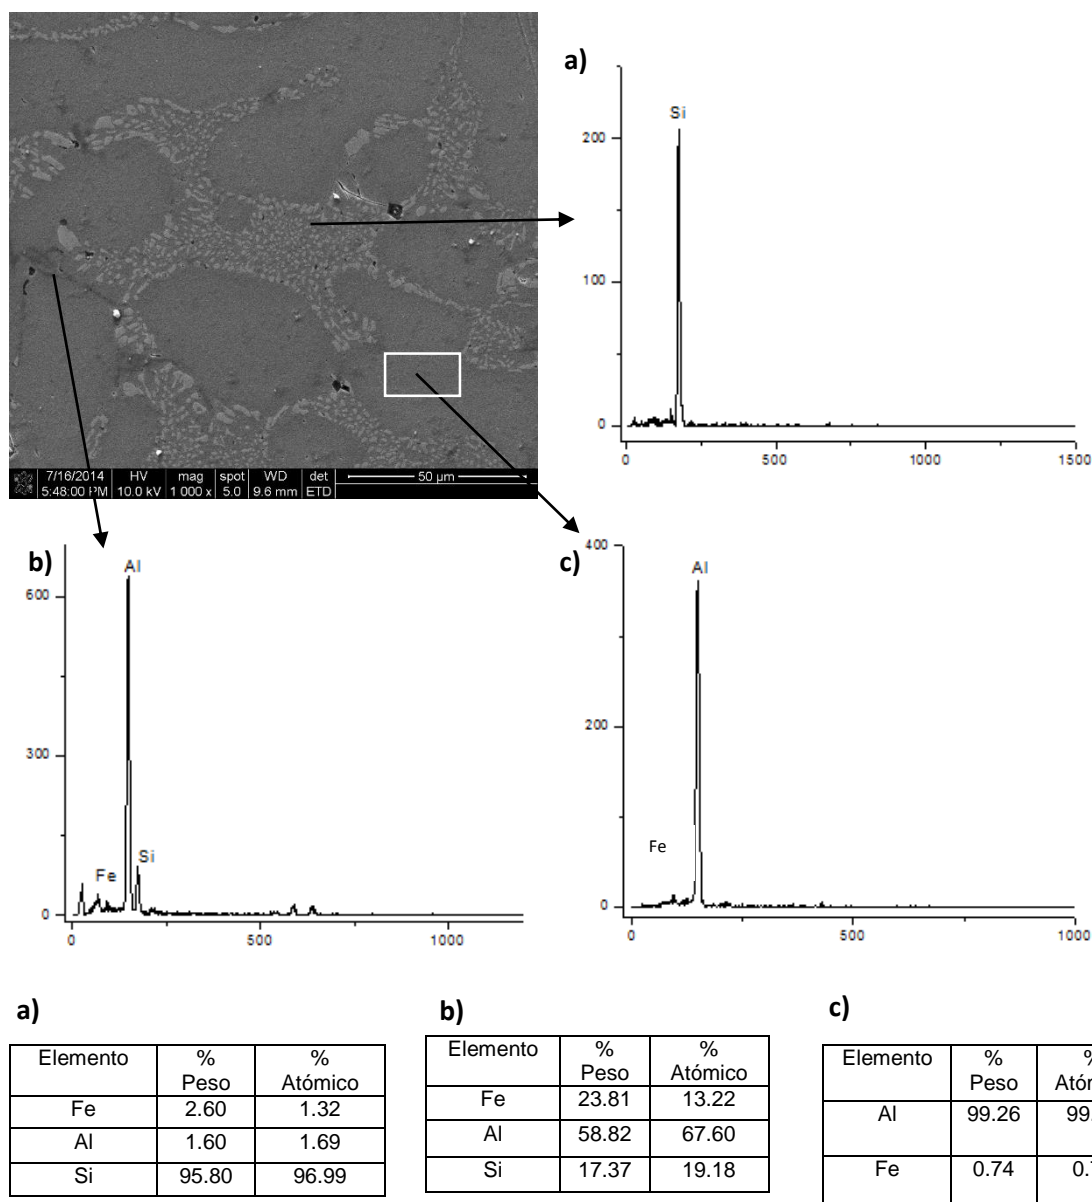 a)
Si
200
100
0
0 500 1000 1500
7/16/2014 HV mag spot WD det 50 µm
5:48:00 PM 10.0 kV 1 000 x 5.0 9.6 mm ETD
b)
Al
600
300
Fe Si
0
0 500 1000
c)
400
Al
200
Fe
0
0 500 1000
a)
Elemento % %
Peso Atómico
Fe 2.60 1.32
Al 1.60 1.69
Si 95.80 96.99
b)
Elemento % %
Peso Atómico
Fe 23.81 13.22
Al 58.82 67.60
Si 17.37 19.18
c)
Elemento %
Peso
Al 99.26
Fe 0.74